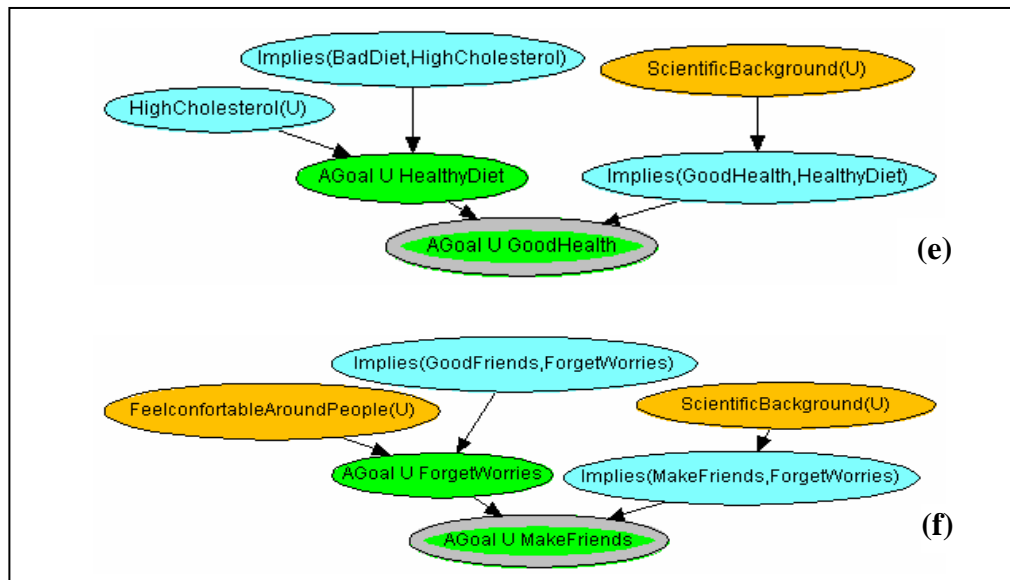 Implies(BadDiet,HighCholesterol)
ScientificBackground(U)
HighCholesterol(U)
AGoal U HealthyDiet
Implies(GoodHealth,HealthyDiet)
AGoal U GoodHealth
(e)
Implies(GoodFriends,ForgetWorries)
FeelconfortableAroundPeople(U)
ScientificBackground(U)
AGoal U ForgetWorries
Implies(MakeFriends,ForgetWorries)
AGoal U MakeFriends
(f)